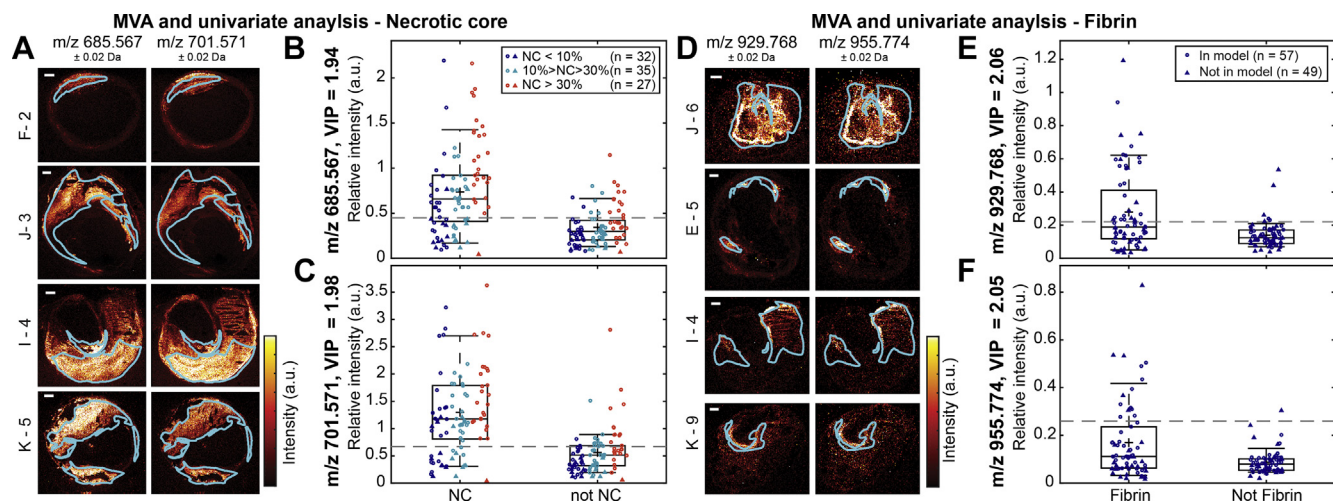 MVA and univariate anaylsis - Necrotic core
A
m/z 685.567
± 0.02 Da
m/z 701.571
± 0.02 Da
F - 2
J - 3
I - 4
K - 5
Intensity (a.u.)
B
m/z 685.567, VIP = 1.94
Relative intensity (a.u.)
2
1.5
1
0.5
0
NC < 10% (n = 32)
10%>NC>30% (n = 35)
NC > 30% (n = 27)
C
m/z 701.571, VIP = 1.98
Relative intensity (a.u.)
3.5
3
2.5
2
1.5
1
0.5
0
NC
not NC
MVA and univariate anaylsis - Fibrin
D
m/z 929.768
± 0.02 Da
m/z 955.774
± 0.02 Da
J - 6
E - 5
I - 4
K - 9
Intensity (a.u.)
E
m/z 929.768, VIP = 2.06
Relative intensity (a.u.)
1.2
1
0.8
0.6
0.4
0.2
0
In model (n = 57)
Not in model (n = 49)
F
m/z 955.774, VIP = 2.05
Relative intensity (a.u.)
0.8
0.6
0.4
0.2
0
Fibrin
Not Fibrin